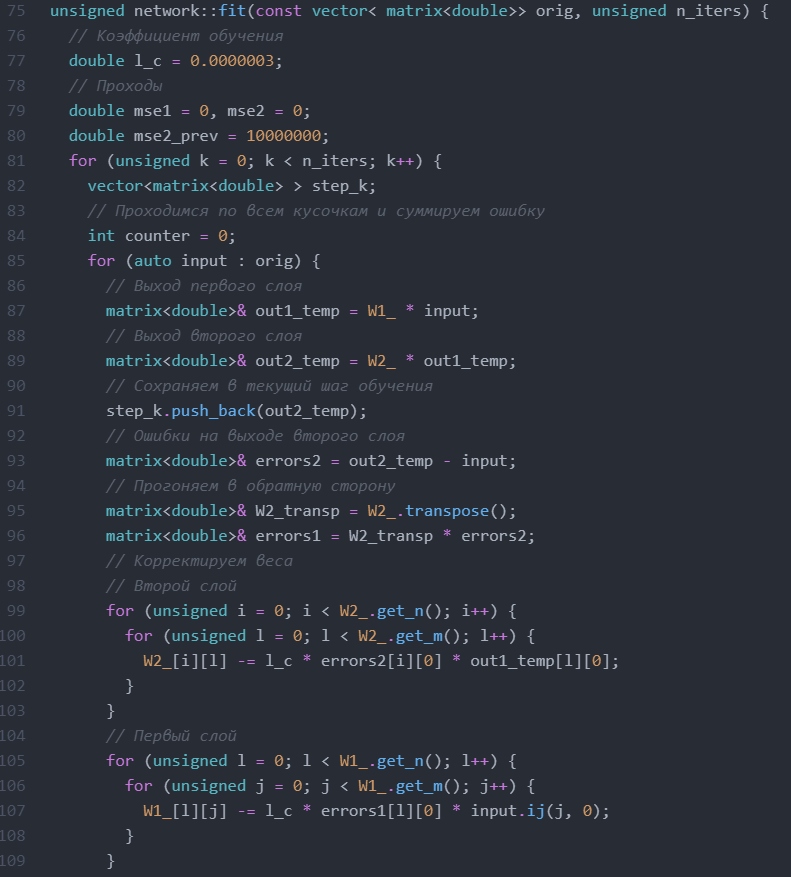 75 unsigned network::fit(const vector< matrix<double>> orig, unsigned n_iters) {
76   // Коэффициент обучения
77   double l_c = 0.0000003;
78   // Проходы
79   double mse1 = 0, mse2 = 0;
80   double mse2_prev = 10000000;
81   for (unsigned k = 0; k < n_iters; k++) {
82     vector<matrix<double> > step_k;
83     // Проходимся по всем кусочкам и суммируем ошибку
84     int counter = 0;
85     for (auto input : orig) {
86       // Выход первого слоя
87       matrix<double>& out1_temp = W1_ * input;
88       // Выход второго слоя
89       matrix<double>& out2_temp = W2_ * out1_temp;
90       // Сохраняем в текущий шаг обучения
91       step_k.push_back(out2_temp);
92       // Ошибки на выходе второго слоя
93       matrix<double>& errors2 = out2_temp - input;
94       // Прогоняем в обратную сторону
95       matrix<double>& W2_transp = W2_.transpose();
96       matrix<double>& errors1 = W2_transp * errors2;
97       // Корректируем веса
98       // Второй слой
99       for (unsigned i = 0; i < W2_.get_n(); i++) {
100         for (unsigned l = 0; l < W2_.get_m(); l++) {
101           W2_[i][l] -= l_c * errors2[i][0] * out1_temp[l][0];
102         }
103       }
104       // Первый слой
105       for (unsigned l = 0; l < W1_.get_n(); l++) {
106         for (unsigned j = 0; j < W1_.get_m(); j++) {
107           W1_[l][j] -= l_c * errors1[l][0] * input.ij(j, 0);
108         }
109       }